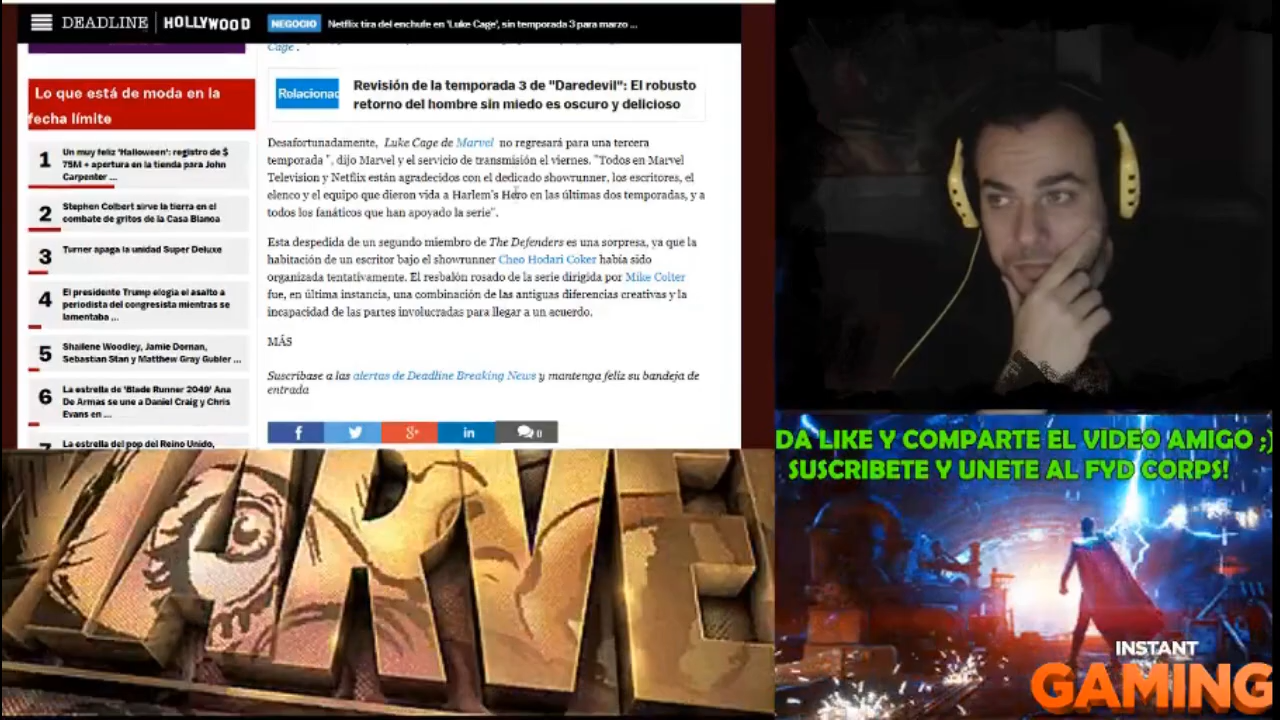 DEADLINE | HOLLYWOOD
NEGOCIO Netflix tira del enchufe en 'Luke Cage', sin temporada 3 para marzo ...
Cage .
Lo que está de moda en la
fecha límite
1 Un muy feliz 'Halloween': registro de $
75M + apertura en la tienda para John
Carpenter ...
2 Stephen Colbert sirve la tierra en el
combate de gritos de la Casa Blanca
3 Turner apaga la unidad Super Deluxe
4 El presidente Trump elogia el asalto a
periodista del congresista mientras se
lamentaba ...
5 Shailene Woodley, Jamie Dornan,
Sebastian Stan y Matthew Gray Gubler ...
6 La estrella de 'Blade Runner 2049' Ana
De Armas se une a Daniel Craig y Chris
Evans en ...
7 La estrella del pop del Reino Unido,
Relacionad
Revisión de la temporada 3 de "Daredevil": El robusto
retorno del hombre sin miedo es oscuro y delicioso
Desafortunadamente, Luke Cage de Marvel no regresará para una tercera
temporada ", dijo Marvel y el servicio de transmisión el viernes. "Todos en Marvel
Television y Netflix están agradecidos con el dedicado showrunner, los escritores, el
elenco y el equipo que dieron vida a Harlem's Hero en las últimas dos temporadas, y a
todos los fanáticos que han apoyado la serie".
Esta despedida de un segundo miembro de The Defenders es una sorpresa, ya que la
habitación de un escritor bajo el showrunner Cheo Hodari Coker había sido
organizada tentativamente. El resbalón rosado de la serie dirigida por Mike Colter
fue, en última instancia, una combinación de las antiguas diferencias creativas y la
incapacidad de las partes involucradas para llegar a un acuerdo.
MÁS
Suscríbase a las alertas de Deadline Breaking News y mantenga feliz su bandeja de
entrada
f g+ in 0
MARVEL
DA LIKE Y COMPARTE EL VIDEO AMIGO ;)
SUSCRIBETE Y UNETE AL FYD CORPS!
INSTANT
GAMING